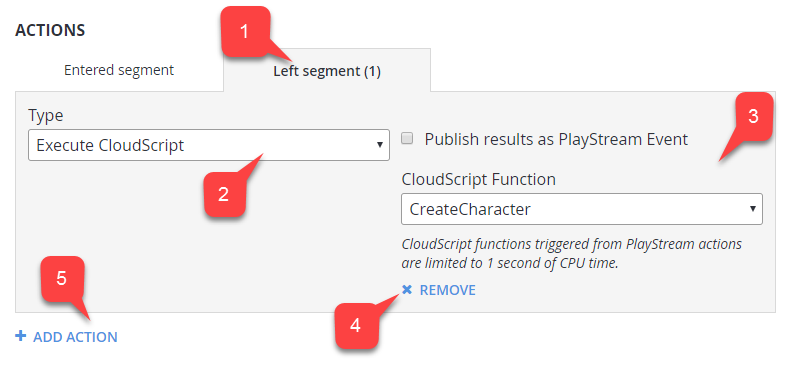 ACTIONS
1
Entered segment
Left segment (1)
Type
3
Execute CloudScript
Publish results as PlayStream Event
2
CloudScript Function
CreateCharacter
CloudScript functions triggered from PlayStream actions
are limited to 1 second of CPU time.
5
REMOVE
4
ADD ACTION